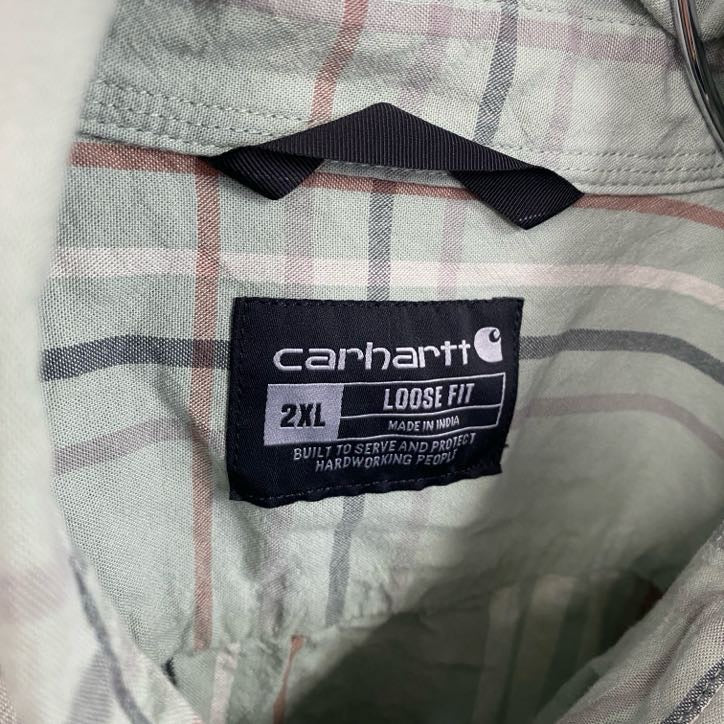 carhartt
2XL
LOOSE FIT
MADE IN INDIA
BUILT TO SERVE AND PROTECT
HARDWORKING PEOPLE